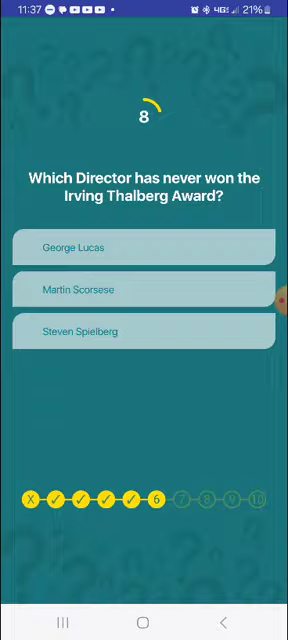 11:37
4G 21%
8
Which Director has never won the
Irving Thalberg Award?
George Lucas
Martin Scorsese
Steven Spielberg
X ✓ ✓ ✓ ✓ 6 7 8 9 10